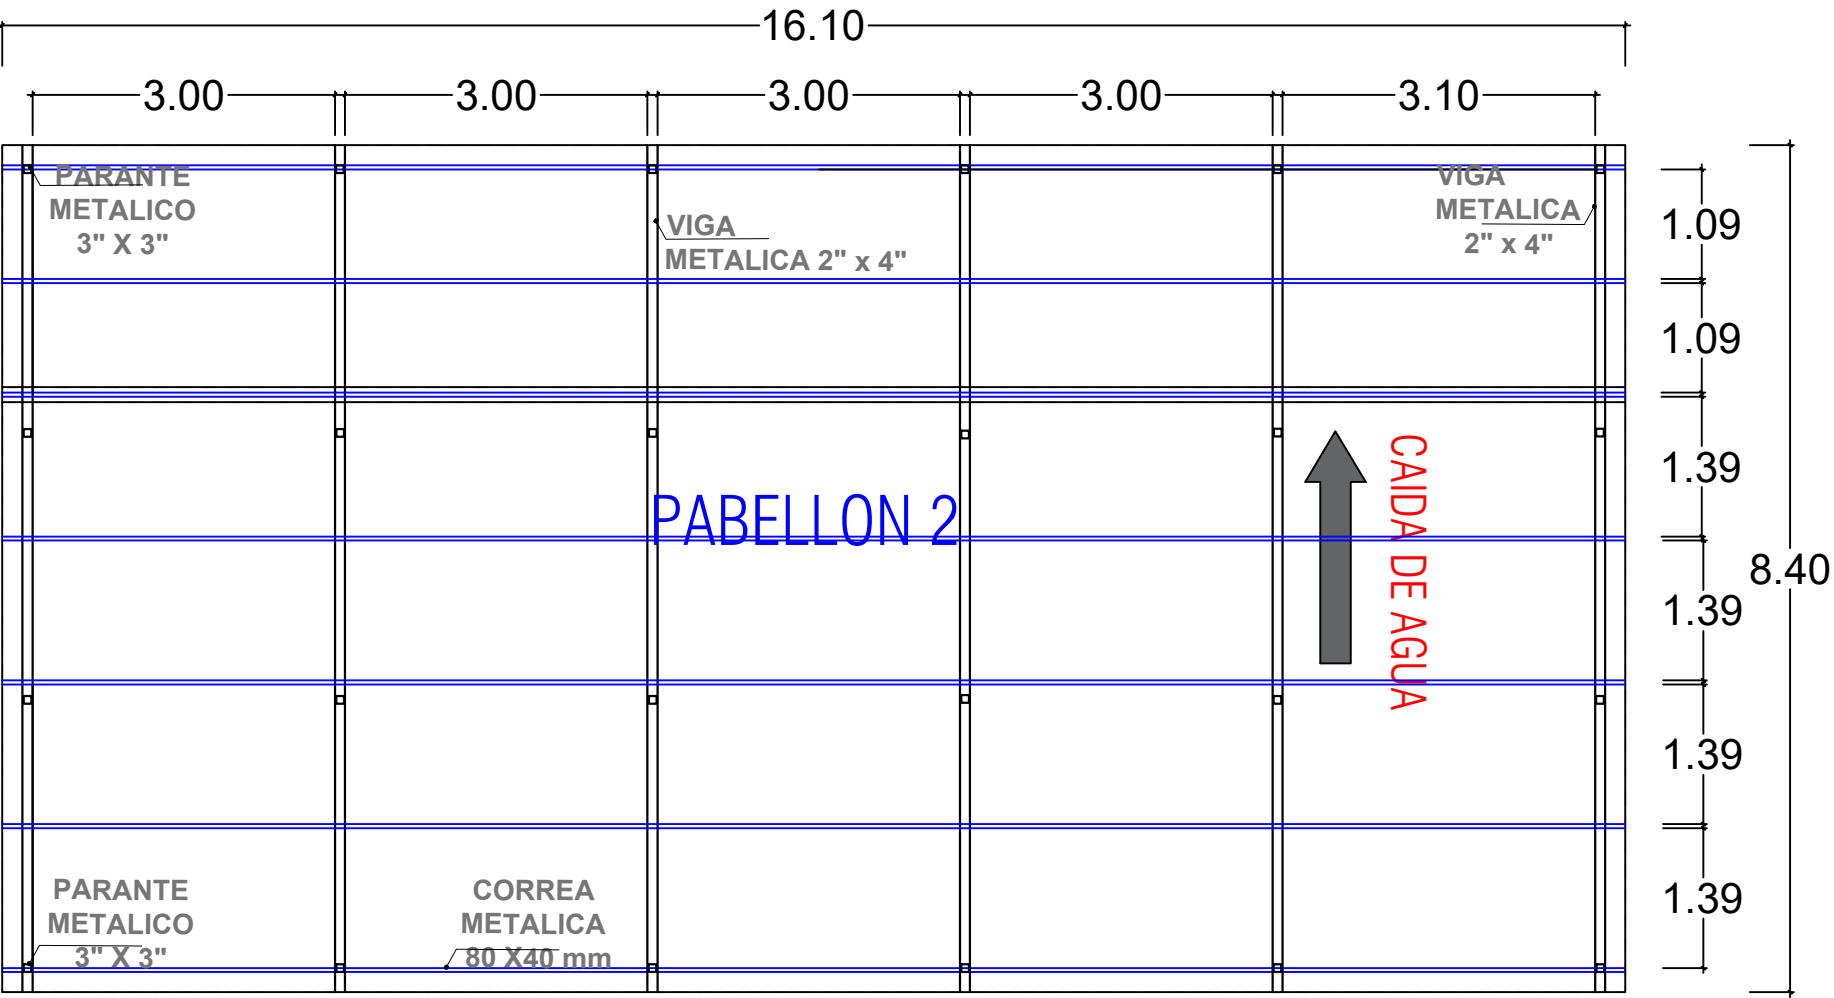 16.10
3.00 3.00 3.00 3.00 3.10
PARANTE
METALICO
3" X 3"
VIGA
METALICA 2" x 4"
VIGA
METALICA
2" x 4"
1.09
1.09
1.39
PABELLON 2
CAIDA DE AGUA
8.40
1.39
1.39
1.39
PARANTE
METALICO
3" X 3"
CORREA
METALICA
80 X40 mm